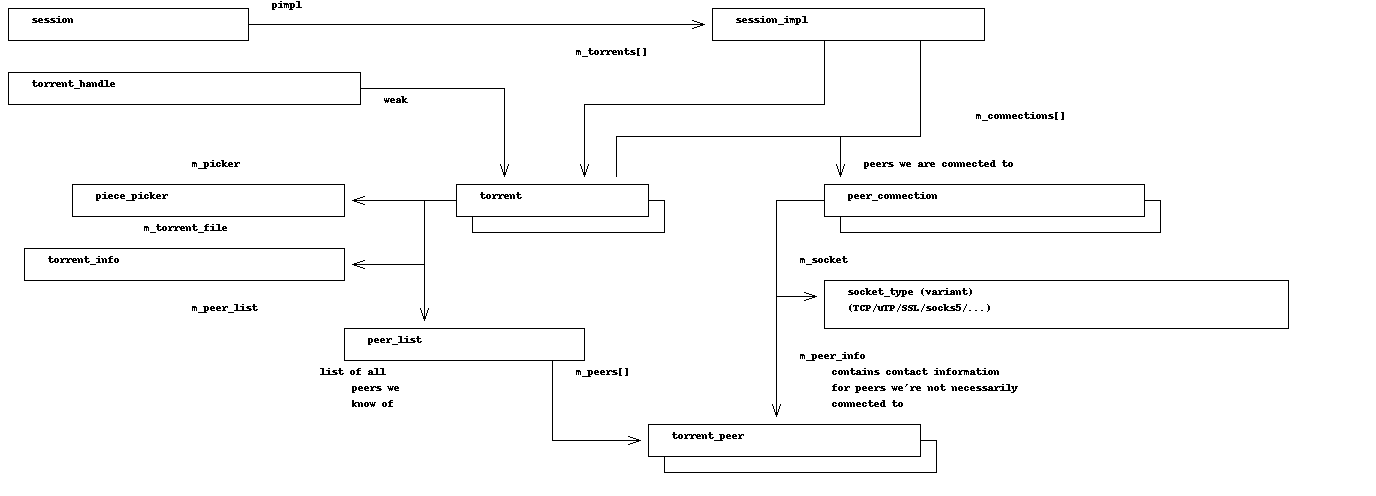 pimpl
session
session_impl
m_torrents[]
torrent_handle
weak
m_connections[]
m_picker
peers we are connected to
piece_picker
torrent
peer_connection
m_torrent_file
torrent_info
m_socket
socket_type (variant)
(TCP/uTP/SSL/socks5/...)
m_peer_list
peer_list
m_peer_info
list of all
peers we
know of
m_peers[]
contains contact information
for peers we're not necessarily
connected to
torrent_peer